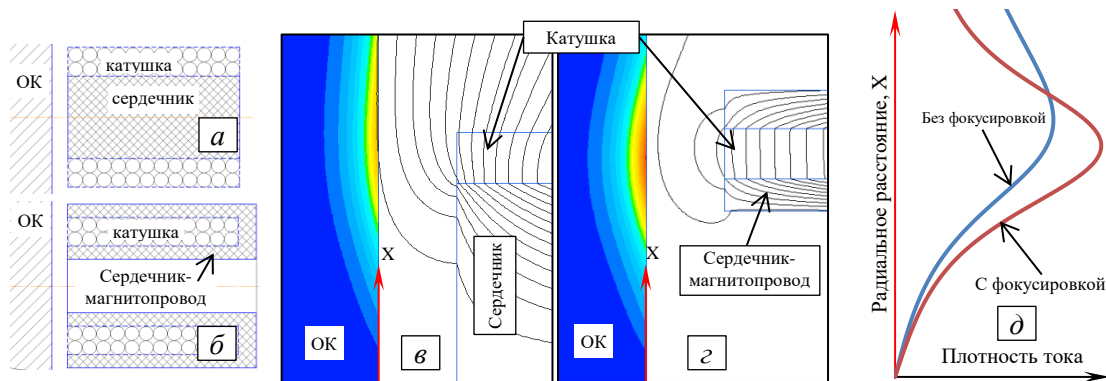 ОК
катушка
сердечник
а
ОК
катушка
Сердечник-
магнитопровод
б
Катушка
X
Сердечник
ОК
в
X
Сердечник-
магнитопровод
ОК
г
Радиальное расстояние, X
Без фокусировкой
С фокусировкой
д
Плотность тока